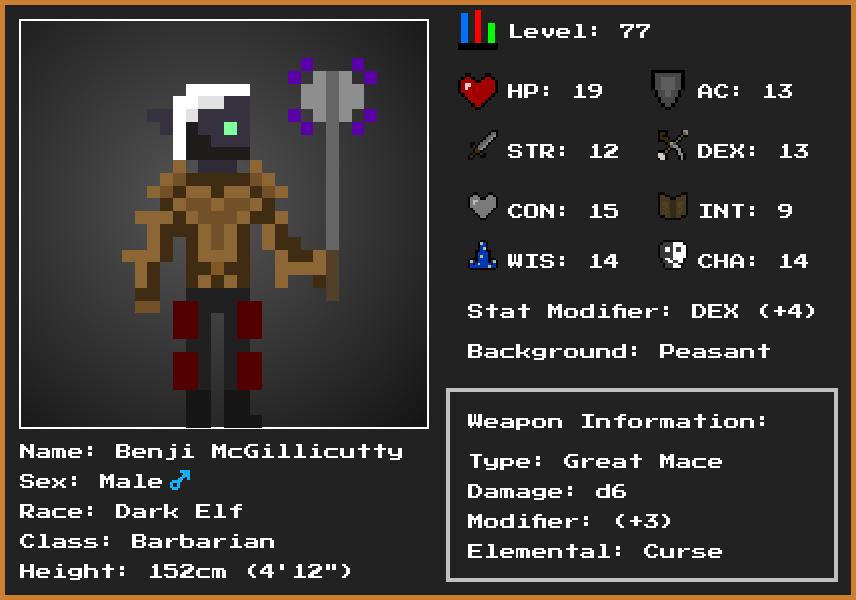 Level: 77
HP: 19 AC: 13
STR: 12 DEX: 13
CON: 15 INT: 9
WIS: 14 CHA: 14
Stat Modifier: DEX (+4)
Background: Peasant
Weapon Information:
Type: Great Mace
Damage: d6
Modifier: (+3)
Elemental: Curse
Name: Benji McGillicutty
Sex: Male ♂
Race: Dark Elf
Class: Barbarian
Height: 152cm (4'12")